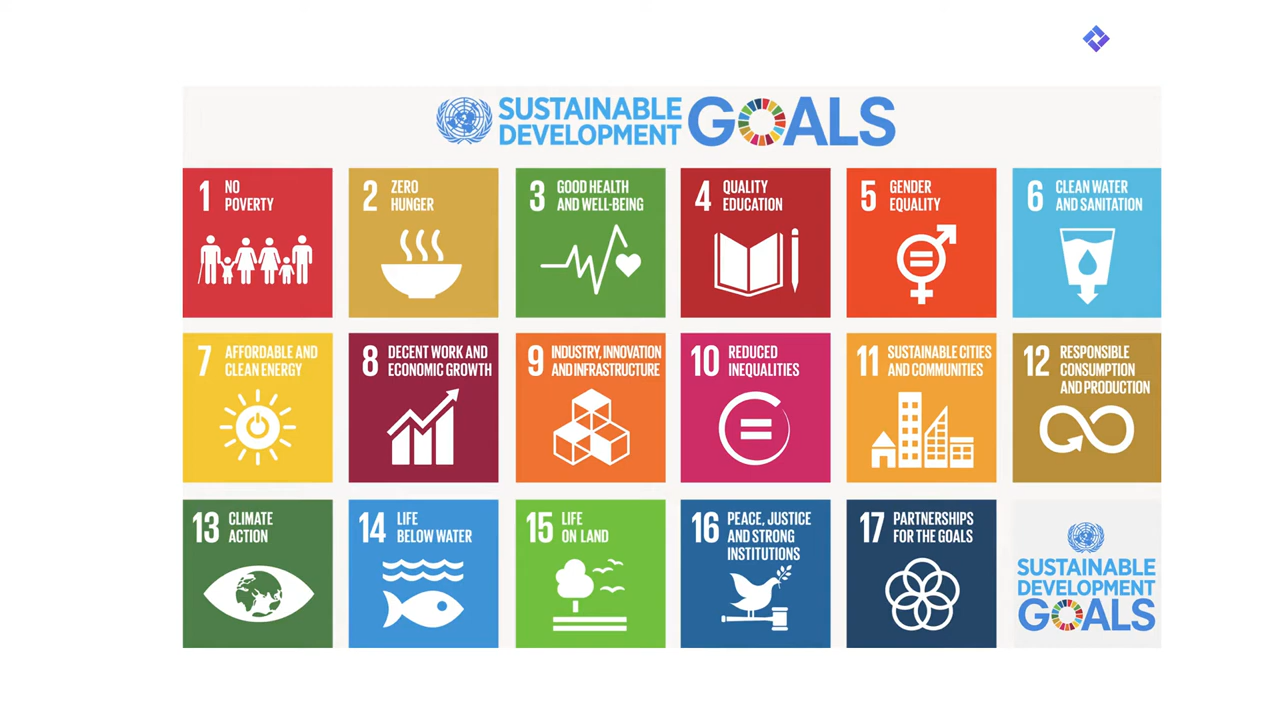 SUSTAINABLE
DEVELOPMENT
GOALS
1 NO
POVERTY
2 ZERO
HUNGER
3 GOOD HEALTH
AND WELL-BEING
4 QUALITY
EDUCATION
5 GENDER
EQUALITY
6 CLEAN WATER
AND SANITATION
7 AFFORDABLE AND
CLEAN ENERGY
8 DECENT WORK AND
ECONOMIC GROWTH
9 INDUSTRY, INNOVATION
AND INFRASTRUCTURE
10 REDUCED
INEQUALITIES
11 SUSTAINABLE CITIES
AND COMMUNITIES
12 RESPONSIBLE
CONSUMPTION
AND PRODUCTION
13 CLIMATE
ACTION
14 LIFE
BELOW WATER
15 LIFE
ON LAND
16 PEACE, JUSTICE
AND STRONG
INSTITUTIONS
17 PARTNERSHIPS
FOR THE GOALS
SUSTAINABLE
DEVELOPMENT
GOALS